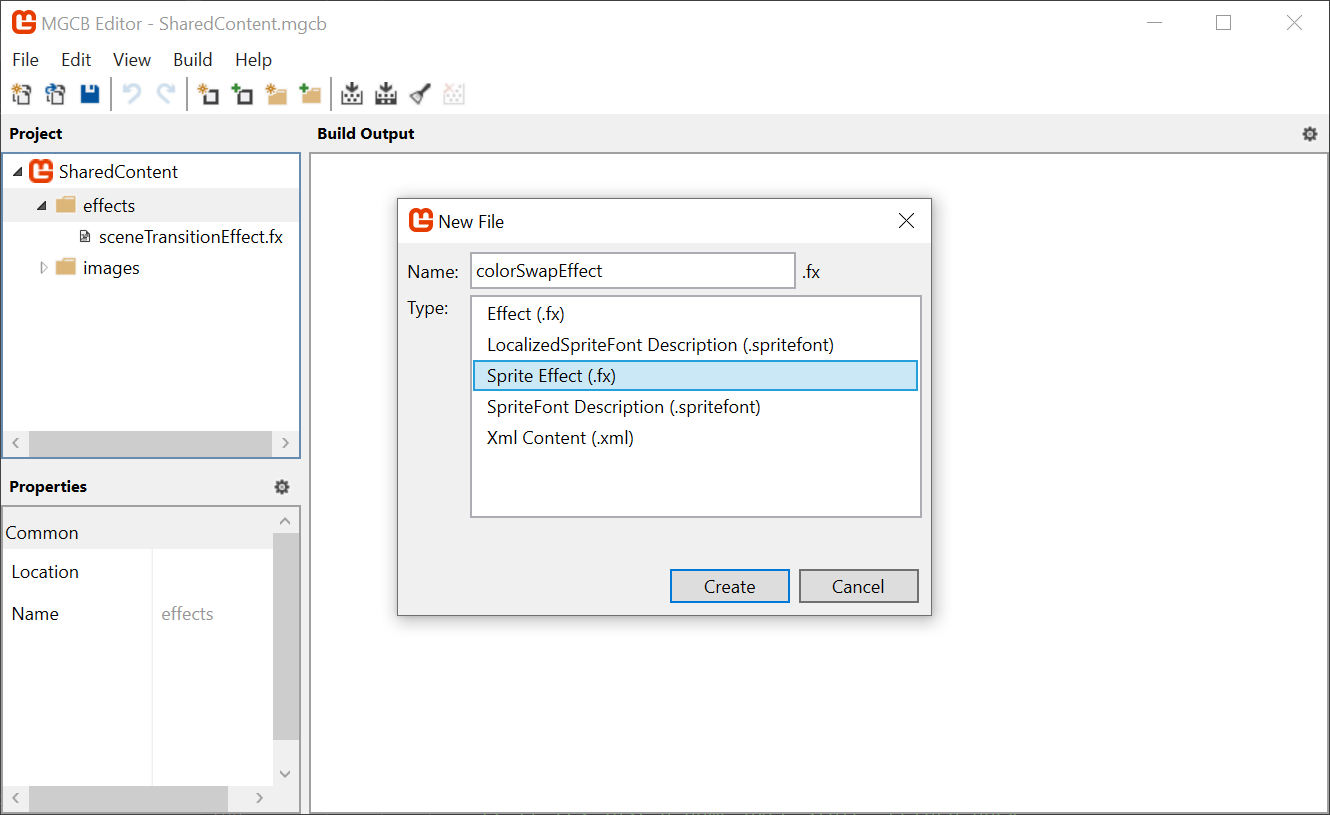 MGCB Editor - SharedContent.mgcb
File Edit View Build Help
Project
Build Output
SharedContent
effects
sceneTransitionEffect.fx
images
New File
Name: colorSwapEffect .fx
Type:
Effect (.fx)
LocalizedSpriteFont Description (.spritefont)
Sprite Effect (.fx)
SpriteFont Description (.spritefont)
Xml Content (.xml)
Create Cancel
Properties
Common
Location
Name effects